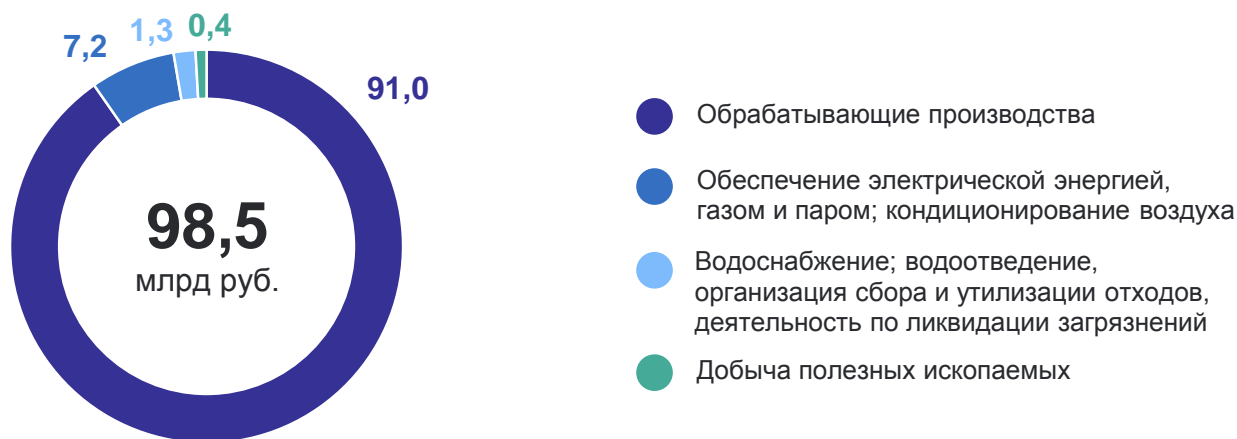 1,3 0,4
7,2
91,0
98,5
млрд руб.
Обрабатывающие производства
Обеспечение электрической энергией,
газом и паром; кондиционирование воздуха
Водоснабжение; водоотведение,
организация сбора и утилизации отходов,
деятельность по ликвидации загрязнений
Добыча полезных ископаемых